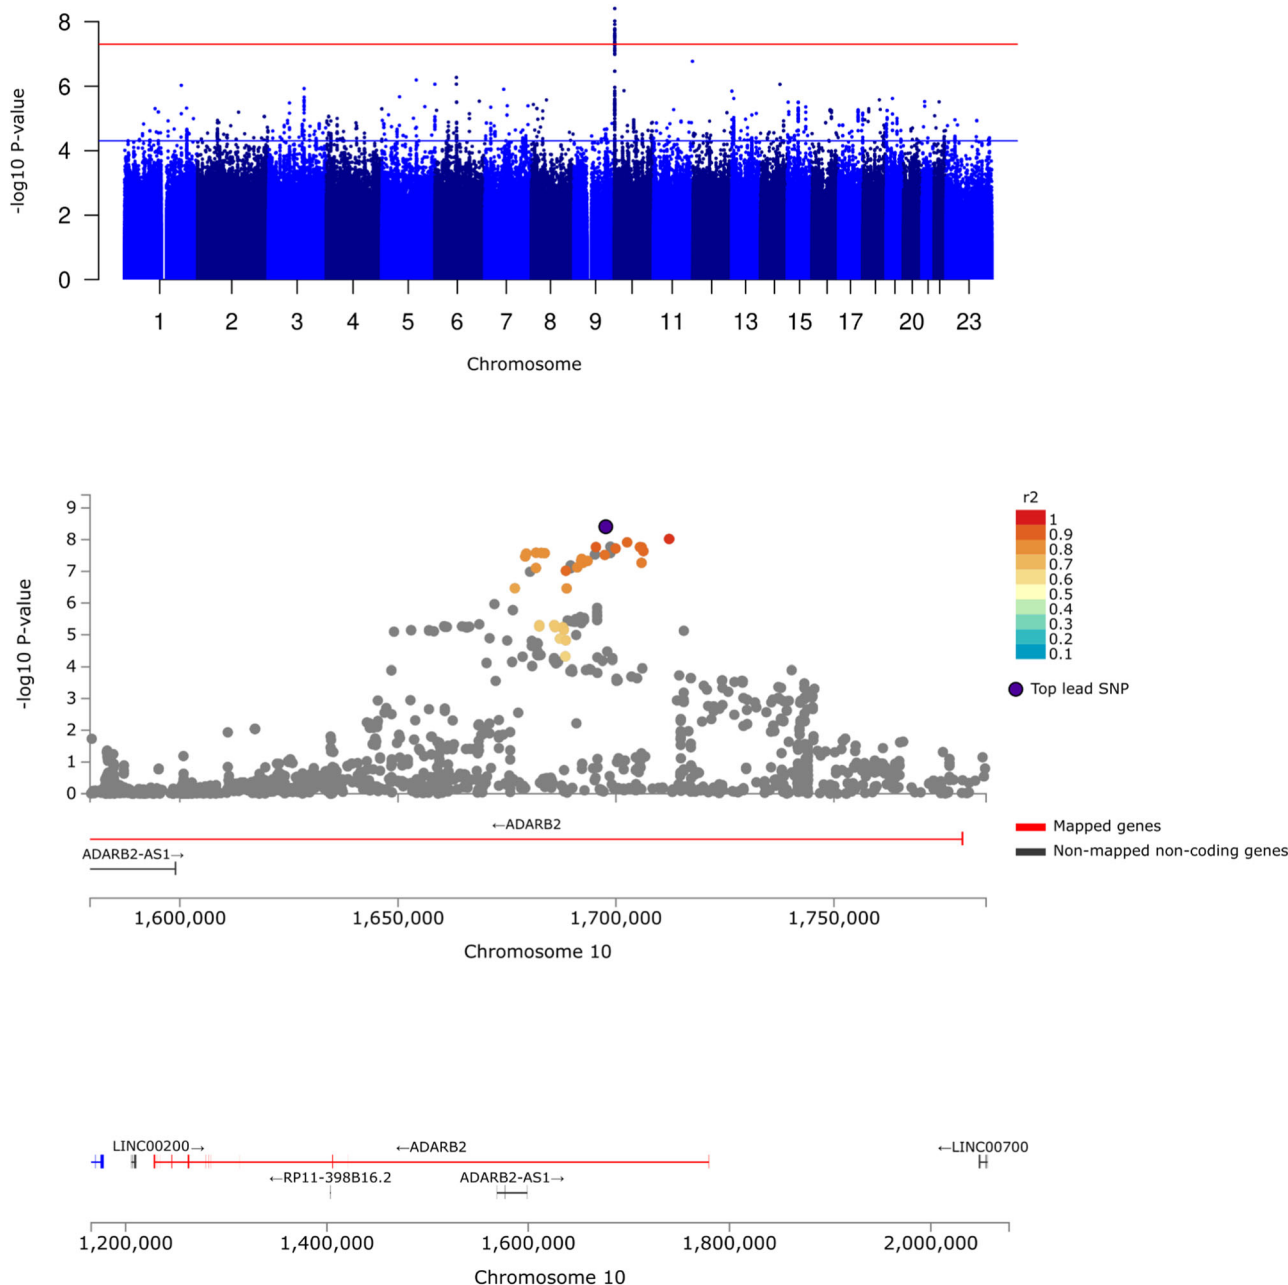 8
6
4
2
0
-log10 P-value
1 2 3 4 5 6 7 8 9 11 13 15 17 20 23
Chromosome
9
8
7
6
5
4
3
2
1
0
-log10 P-value
r2
1
0.9
0.8
0.7
0.6
0.5
0.4
0.3
0.2
0.1
Top lead SNP
←ADARB2
ADARB2-AS1→
Mapped genes
Non-mapped non-coding genes
1,600,000 1,650,000 1,700,000 1,750,000
Chromosome 10
LINC00200→ ←ADARB2 ←LINC00700
←RP11-398B16.2 ADARB2-AS1→
1,200,000 1,400,000 1,600,000 1,800,000 2,000,000
Chromosome 10